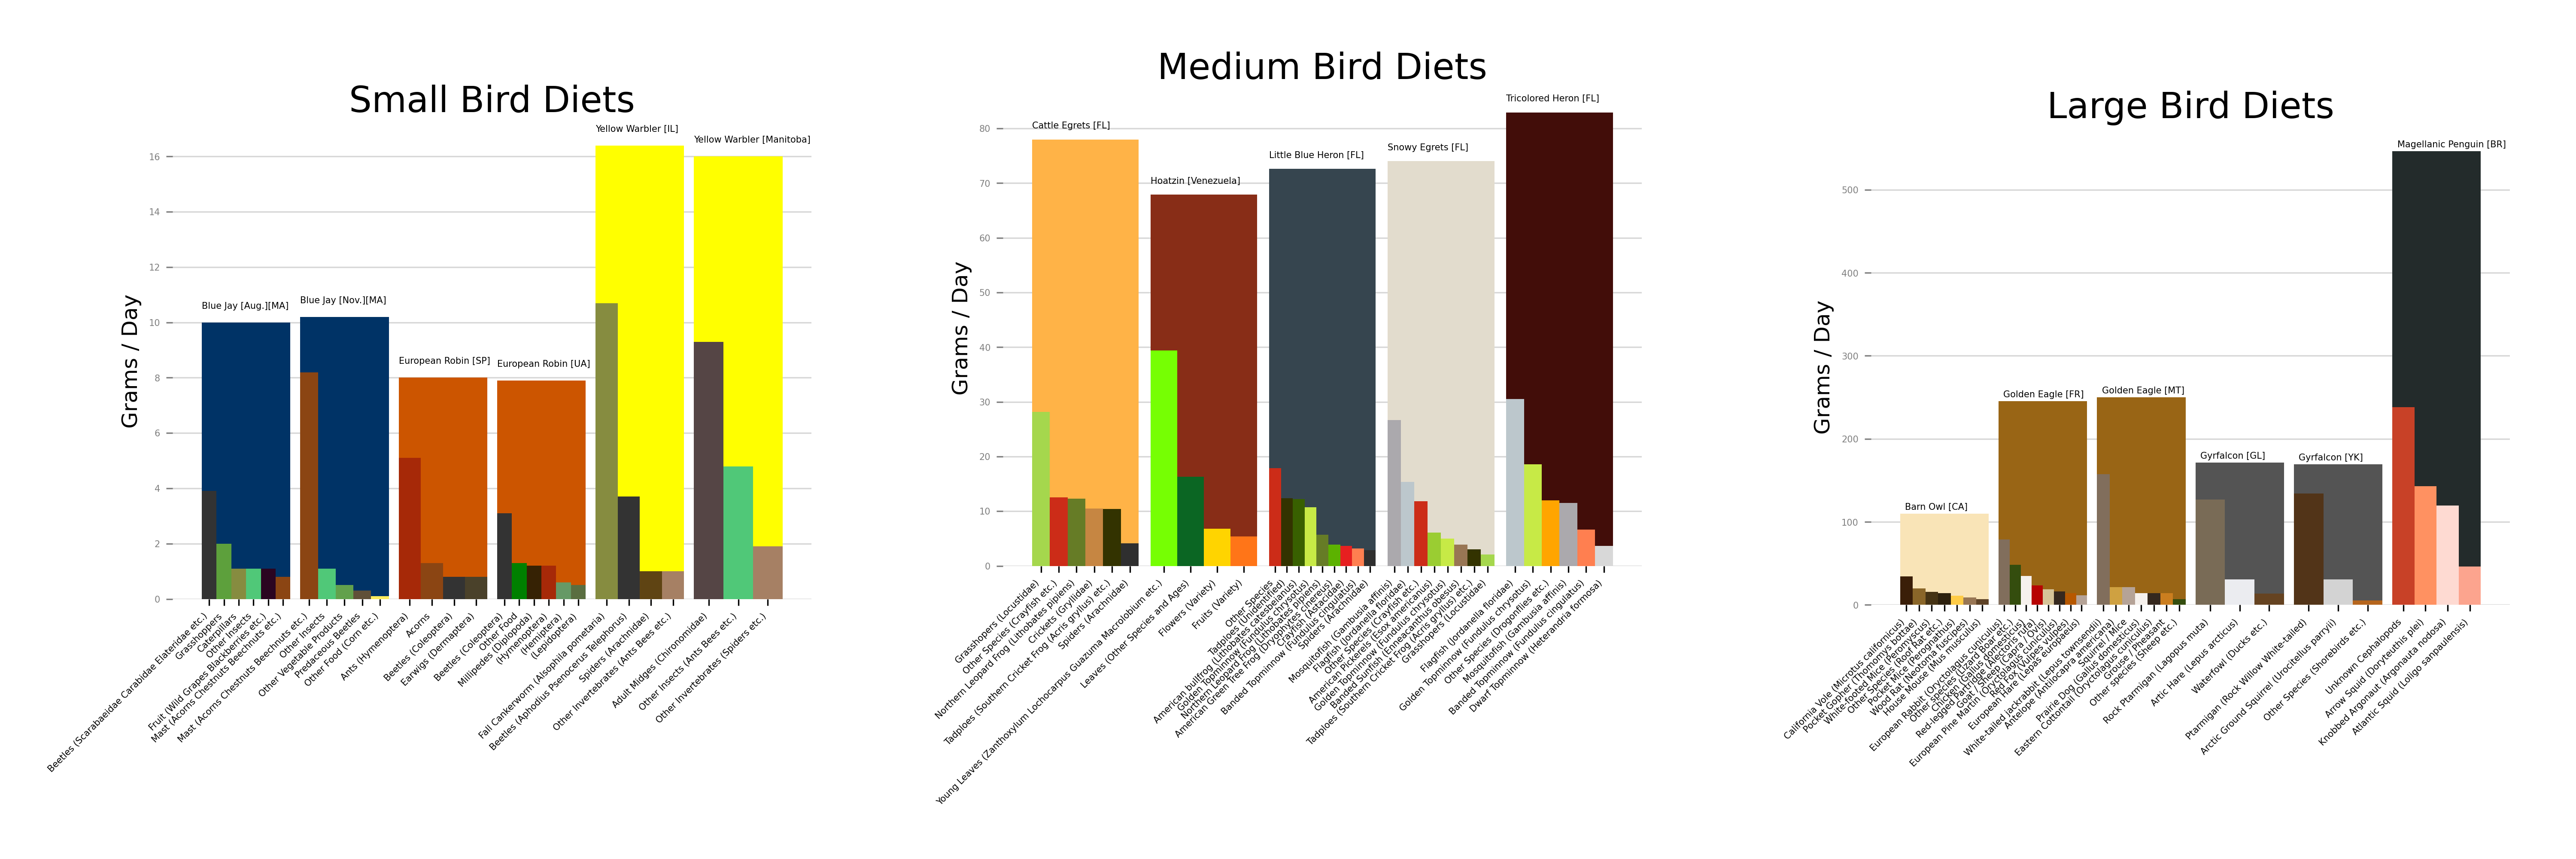 Small Bird Diets
Grams / Day
16
14
12
10
8
6
4
2
0
Blue Jay [Aug.][MA]
Blue Jay [Nov.][MA]
European Robin [SP]
European Robin [UA]
Yellow Warbler [IL]
Yellow Warbler [Manitoba]
Beetles (Scarabaeidae Carabidae Elateridae etc.)
Grasshoppers
Caterpillars
Other Insects
Fruit (Wild Grapes Blackberries etc.)
Mast (Acorns Chestnuts Beechnuts etc.)
Mast (Acorns Chestnuts Beechnuts etc.)
Other Insects
Vegetable Products
Predaceous Beetles
Other Food (Corn etc.)
Ants (Hymenoptera)
Acorns
Beetles (Coleoptera)
Earwigs (Dermaptera)
Beetles (Coleoptera)
Other Food
Millipedes (Diplopoda)
(Hymenoptera)
(Hemiptera)
(Lepidoptera)
Fall Cankerworm (Alsophila pometaria)
Beetles (Aphodius Psenocerus Telephorus)
Spiders (Arachnidae)
Other Invertebrates (Ants Bees etc.)
Adult Midges (Chironomidae)
Other Insects (Ants Bees etc.)
Other Invertebrates (Spiders etc.)
Medium Bird Diets
Grams / Day
80
70
60
50
40
30
20
10
0
Cattle Egrets [FL]
Hoatzin [Venezuela]
Little Blue Heron [FL]
Snowy Egrets [FL]
Tricolored Heron [FL]
Grasshopers (Locustidae)
Other Species (Crayfish etc.)
Northern Leopard Frog (Lithobates pipiens)
Crickets (Gryllidae)
Tadploes (Southern Cricket Frog (Acris gryllus) etc.)
Spiders (Arachnidae)
Young Leaves (Zanthoxylum Lochocarpus Guazuma Macrolobium etc.)
Leaves (Other Species and Ages)
Flowers (Variety)
Fruits (Variety)
Other Species
Tadploes (Unidentified)
American bullfrog (Lithobates catesbeianus)
Golden Topminnow (Fundulus chrysotus)
Northern Leopard Frog (Lithobates pipiens)
American Green Tree Frog (Dryophytes cinereus)
Crayfish (Astacidae)
Banded Topminnow (Fundulus cingulatus)
Spiders (Arachnidae)
Mosquitofish (Gambusia affinis)
Flagfish (Jordanella floridae)
Other Species (Crayfish etc.)
American Pickerels (Esox americanus)
Golden Topminnow (Fundulus chrysotus)
Banded Sunfish (Enneacanthus obesus)
Tadploes (Southern Cricket Frog (Acris gryllus) etc.)
Grasshopers (Locustidae)
Flagfish (Jordanella floridae)
Golden Topminnow (Fundulus chrysotus)
Other Species (Drogonflies etc.)
Mosquitofish (Gambusia affinis)
Banded Topminnow (Fundulus cingulatus)
Dwarf Topminnow (Heterandria formosa)
Large Bird Diets
Grams / Day
500
400
300
200
100
0
Barn Owl [CA]
Golden Eagle [FR]
Golden Eagle [MT]
Gyrfalcon [GL]
Gyrfalcon [YK]
Magellanic Penguin [BR]
California Vole (Microtus californicus)
Pocket Gopher (Thomomys bottae)
White-footed Mice (Peromyscus)
Other Species (Roof Rat etc.)
Pocket Mice (Perognathus)
Wood Rat (Neotoma fuscipes)
House Mouse (Mus musculus)
European Rabbit (Oryctolagus cuniculus)
Other Species (Stoat Boar etc.)
Chicken (Gallus domesticus)
Red-legged Partridge (Alectoris rufa)
European Pine Martin
Red Fox (Vulpes vulpes)
European Hare (Lepas europaeus)
White-tailed jackrabbit (Lepus townsendii)
Antelope (Antilocapra americana)
Squirrel / Mice
Prairie Dog (Gallus domesticus)
Eastern Cottontail (Oryctolagus cuniculus)
Grouse / Pheasant
Other species (Sheep etc.)
Rock Ptarmigan (Lagopus muta)
Artic Hare (Lepus arcticus)
Waterfowl (Ducks etc.)
Ptarmigan (Rock Willow White-tailed)
Arctic Ground Squirrel (Urocitellus parryii)
Other Species (Shorebirds etc.)
Unknown Cephalopods
Arrow Squid (Doryteuthis plei)
Knobbed Argonaut (Argonauta nodosa)
Atlantic Squid (Loligo sanpaulensis)